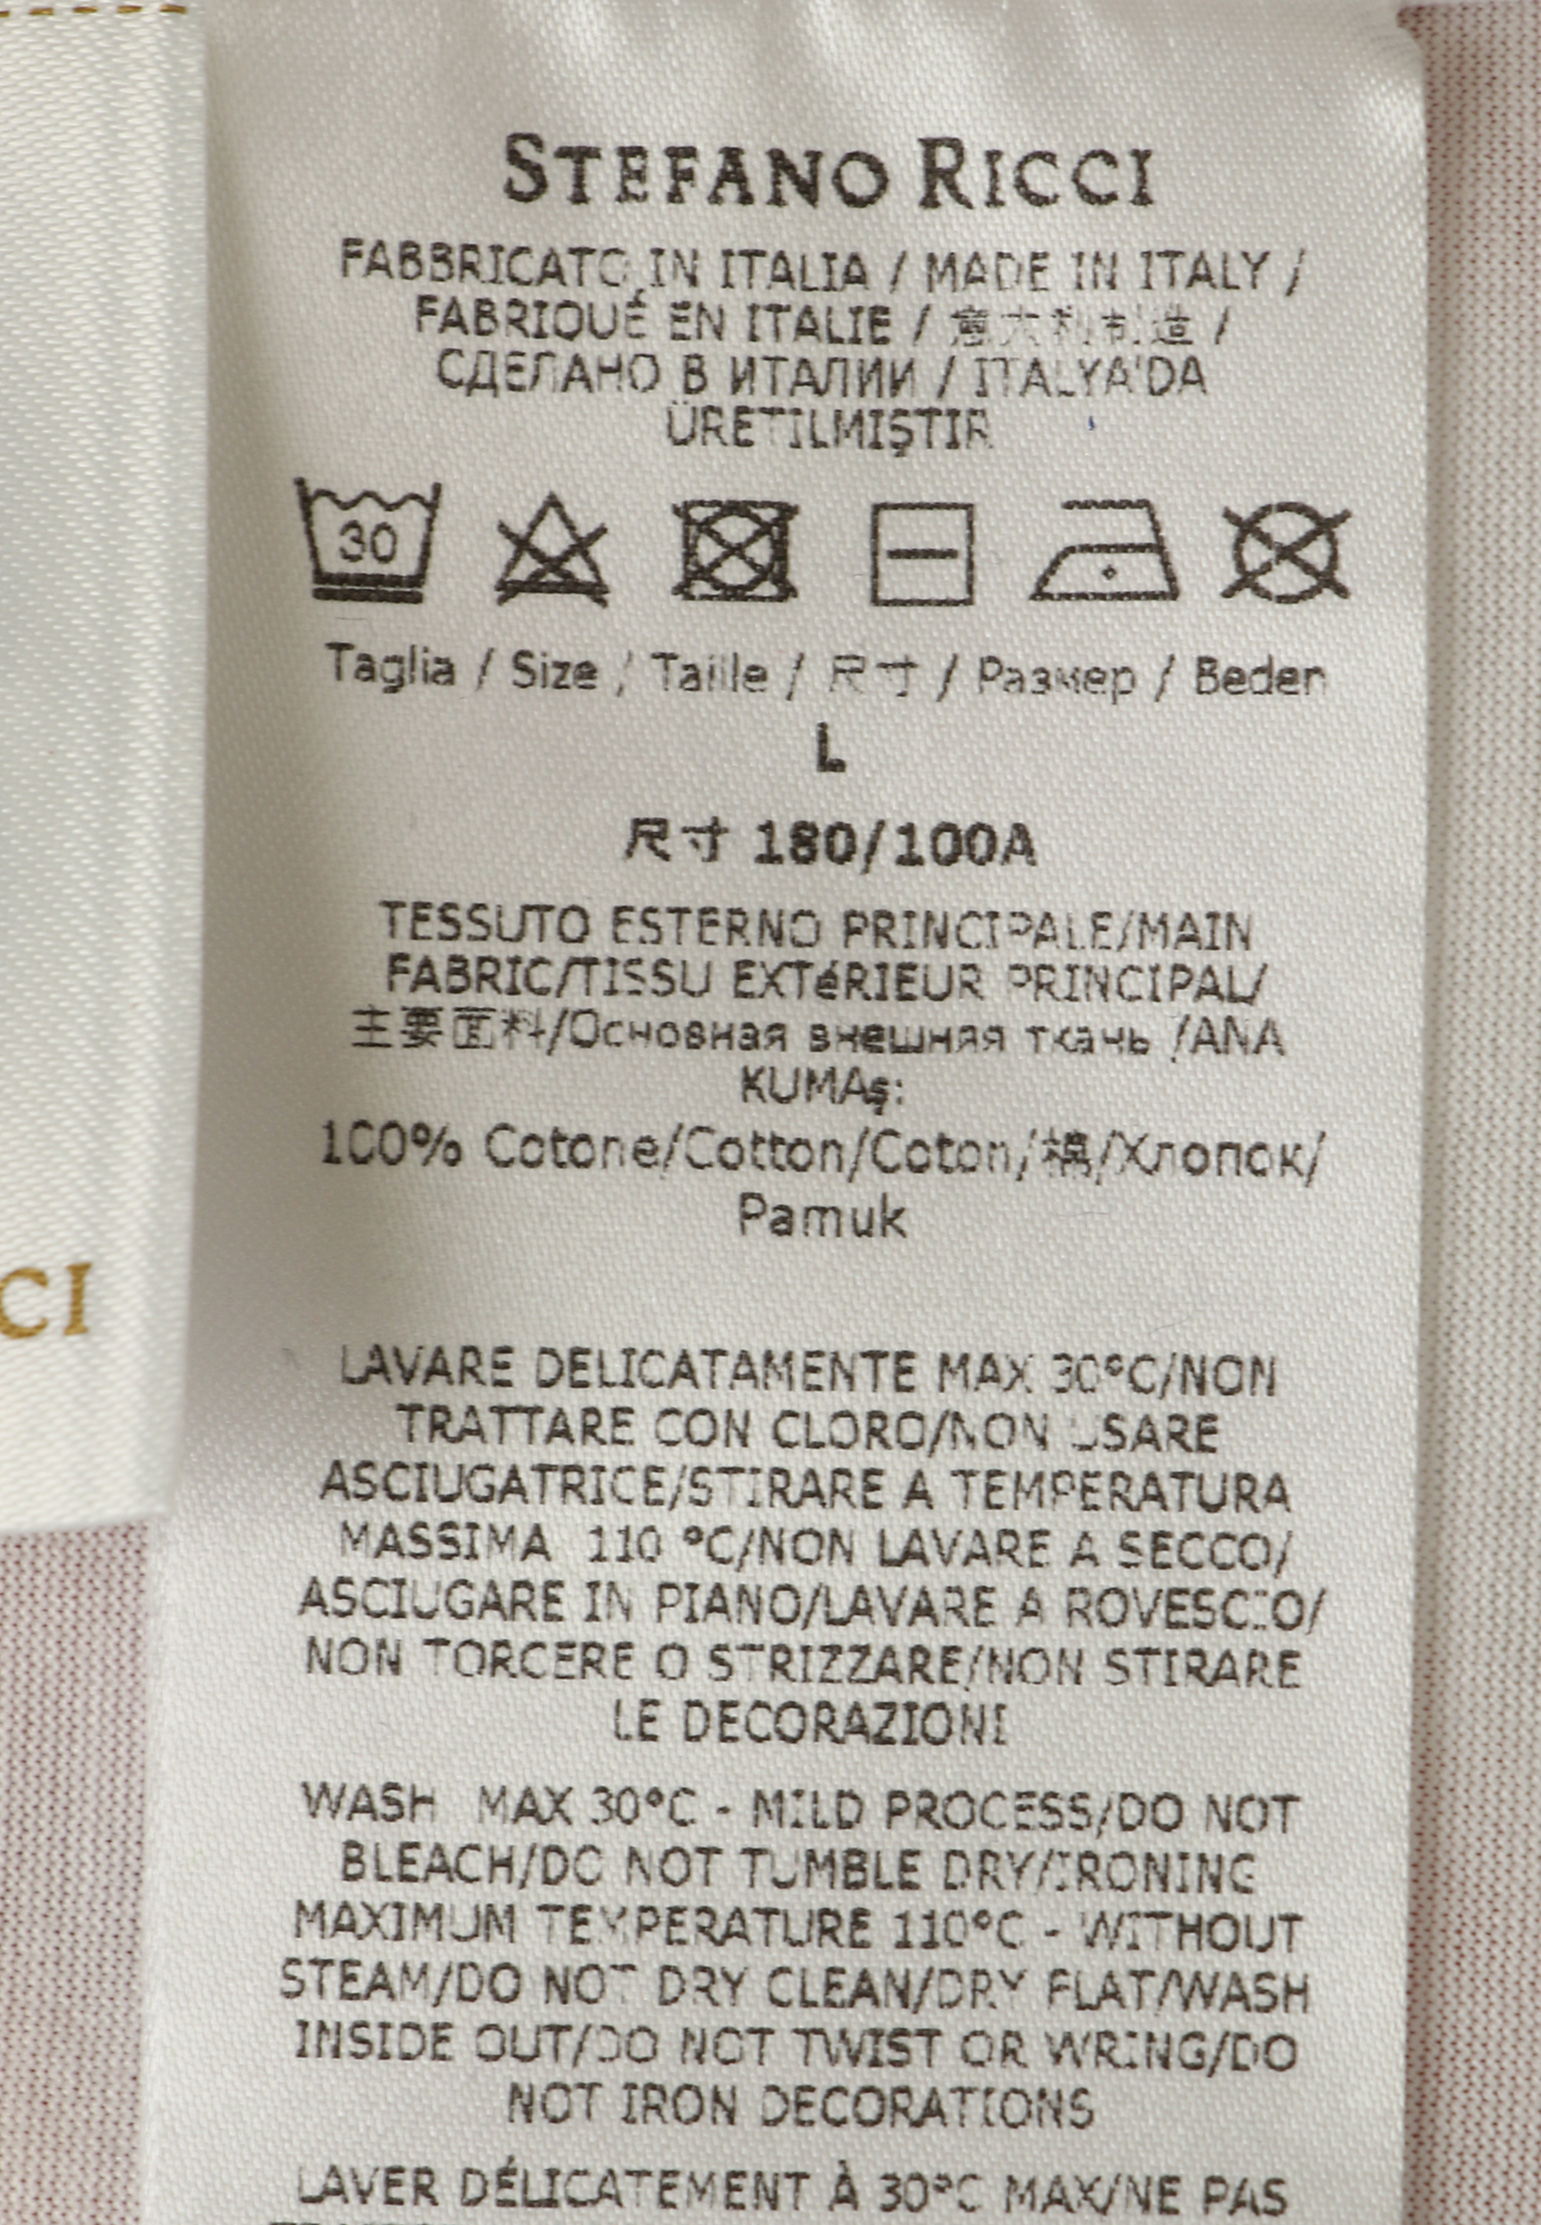 STEFANO RICCI
FABBRICATO IN ITALIA / MADE IN ITALY /
FABRIQUÉ EN ITALIE / 意大利制造 /
СДЕЛАНО В ИТАЛИИ / ITALYA'DA
ÜRETILMIŞTIR
30
Taglia / Size / Taille / 尺寸 / Размер / Beden
L
尺寸 180/100A
TESSUTO ESTERNO PRINCIPALE/MAIN
FABRIC/TISSU EXTéRIEUR PRINCIPAL/
主要面料/Основная внешняя ткань /ANA
KUMAş:
100% Cotone/Cotton/Coton/棉/Хлопок/
Pamuk
CI
LAVARE DELICATAMENTE MAX 30°C/NON
TRATTARE CON CLORO/NON USARE
ASCIUGATRICE/STIRARE A TEMPERATURA
MASSIMA 110 °C/NON LAVARE A SECCO/
ASCIUGARE IN PIANO/LAVARE A ROVESCIO/
NON TORCERE O STRIZZARE/NON STIRARE
LE DECORAZIONI
WASH MAX 30°C - MILD PROCESS/DO NOT
BLEACH/DO NOT TUMBLE DRY/IRONING
MAXIMUM TEMPERATURE 110°C - WITHOUT
STEAM/DO NOT DRY CLEAN/DRY FLAT/WASH
INSIDE OUT/DO NOT TWIST OR WRING/DO
NOT IRON DECORATIONS
LAVER DÉLICATEMENT À 30°C MAX/NE PAS